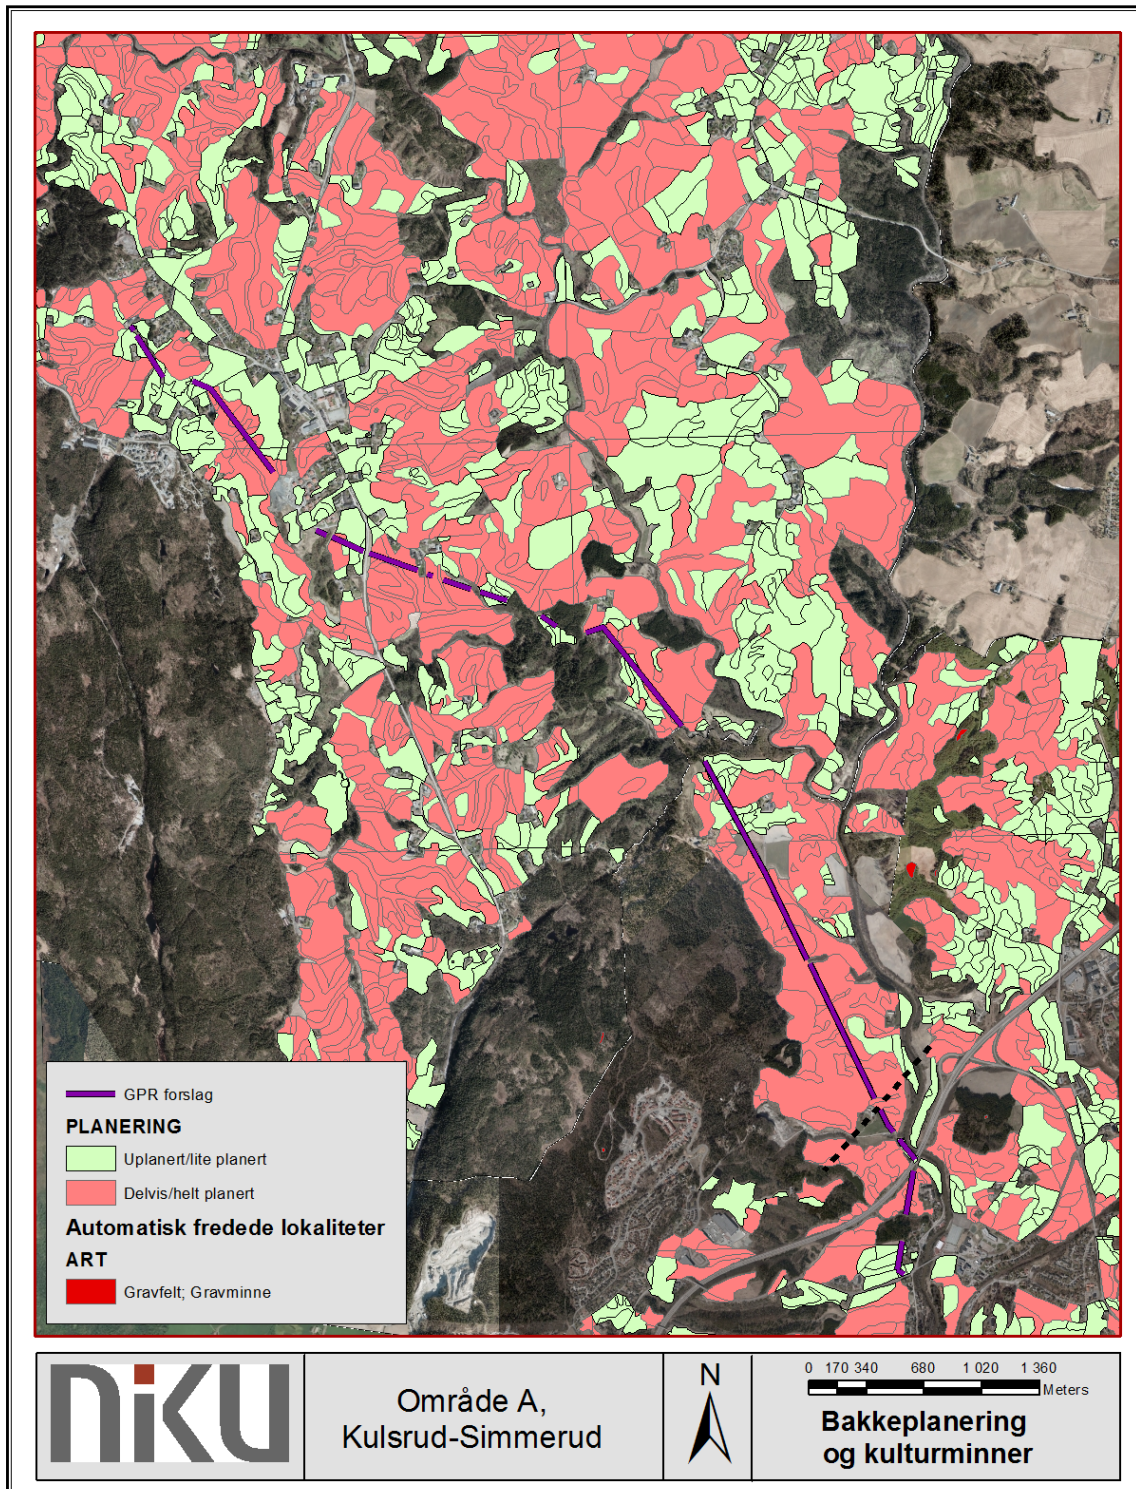 GPR forslag
PLANERING
Uplanert/lite planert
Delvis/helt planert
Automatisk fredede lokaliteter
ART
Gravfelt; Gravminne
NiKU
Område A,
Kulsrud-Simmerud
N
0 170 340 680 1 020 1 360
Meters
Bakkeplanering
og kulturminner